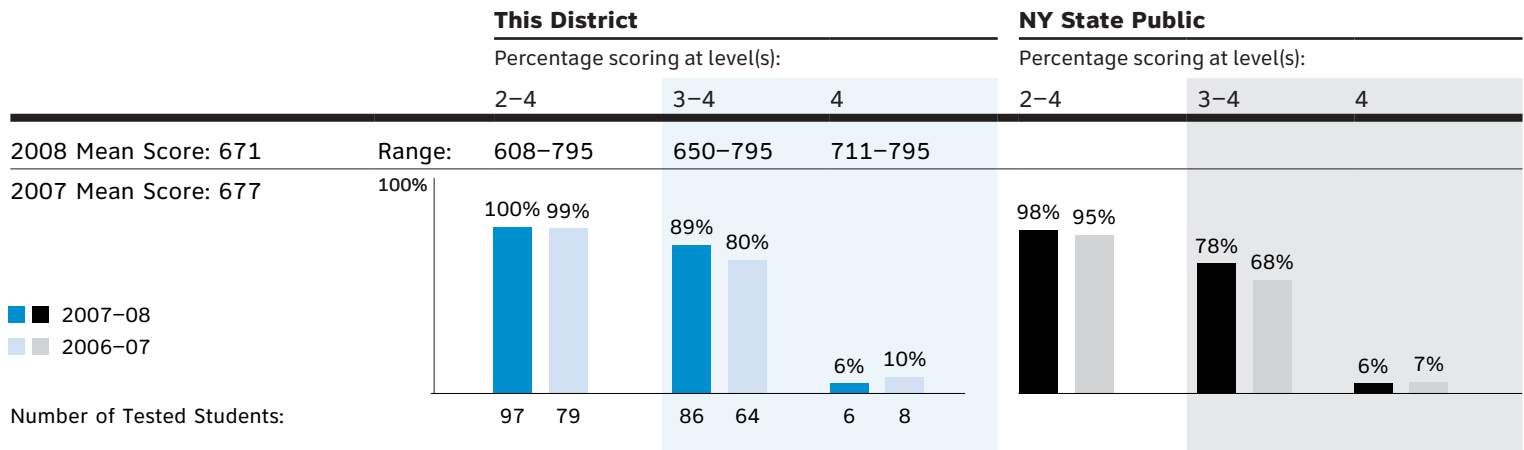 This District NY State Public
Percentage scoring at level(s): Percentage scoring at level(s):
2–4 3–4 4 2–4 3–4 4
2008 Mean Score: 671 Range: 608–795 650–795 711–795
2007 Mean Score: 677 100%
100% 99% 89% 80% 6% 10% 98% 95% 78% 68% 6% 7%
2007–08
2006–07
Number of Tested Students: 97 79 86 64 6 8